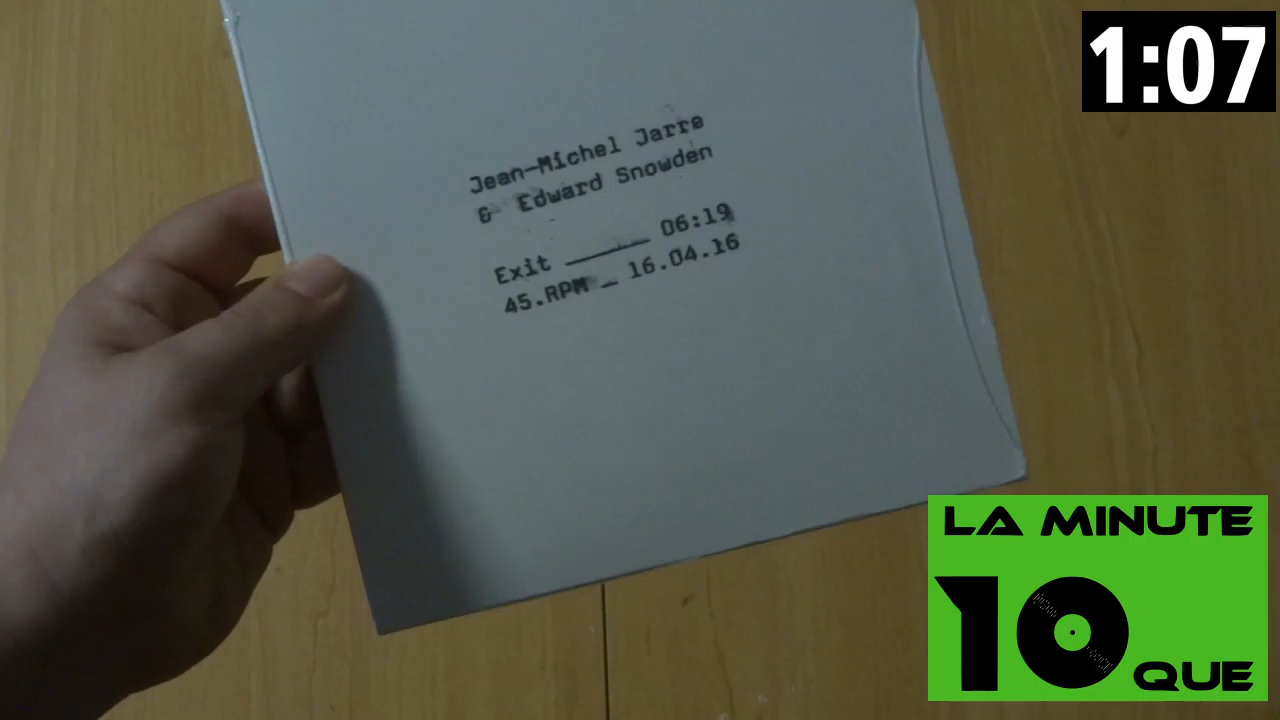 1:07
Jean-Michel Jarre
& Edward Snowden
Exit ______ 06:19
45.RPM _ 16.04.16
LA MINUTE
10
QUE